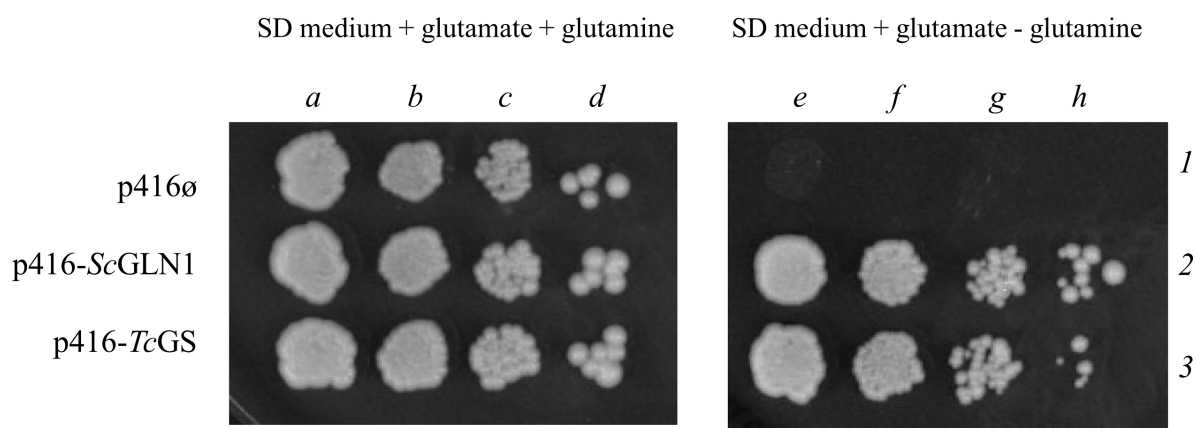 SD medium + glutamate + glutamine
SD medium + glutamate - glutamine
a b c d
e f g h
p416ø
1
p416-ScGLN1
2
p416-TcGS
3